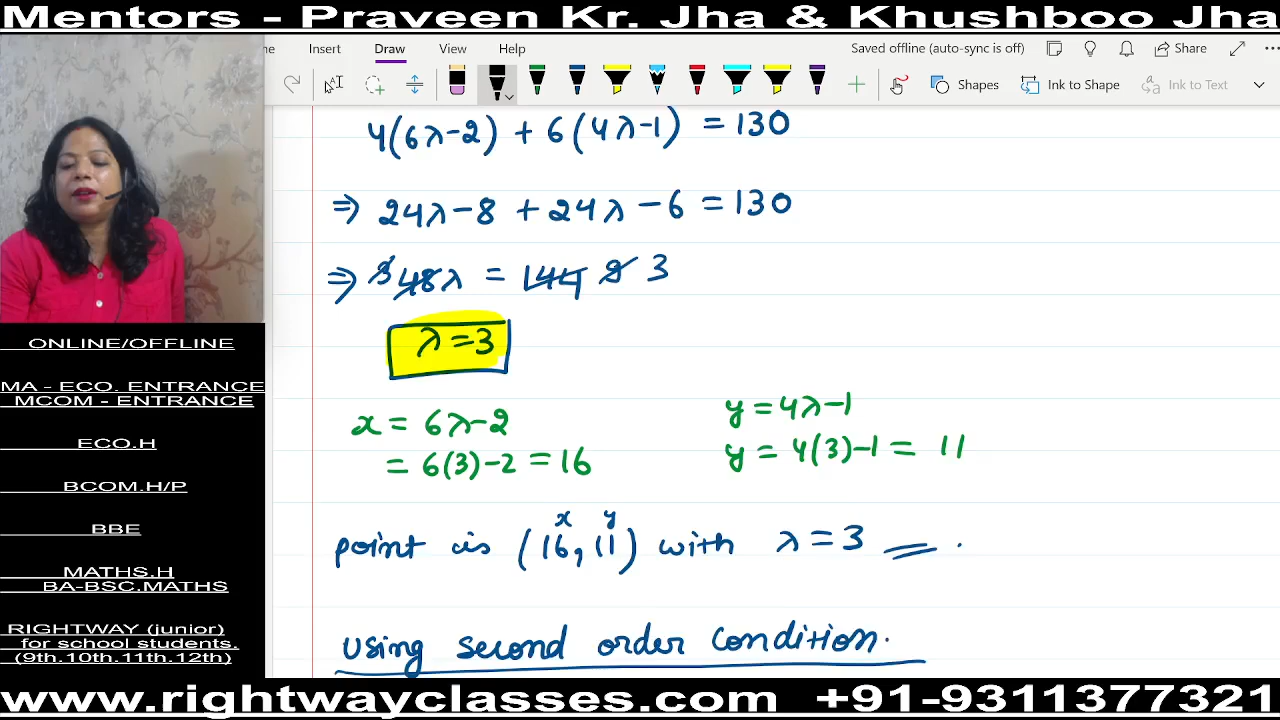 Mentors - Praveen Kr. Jha & Khushboo Jha
Insert Draw View Help Saved offline (auto-sync is off) Share
Shapes Ink to Shape Ink to Text
4(6λ-2) + 6(4λ-1) = 130
⇒ 24λ-8 + 24λ-6 = 130
⇒ 48λ = 144 3
λ=3
x = 6λ-2
= 6(3)-2 = 16
y = 4λ-1
y = 4(3)-1 = 11
x y
point is (16, 11) with λ = 3
using second order condition.
ONLINE/OFFLINE
MA - ECO. ENTRANCE
MCOM - ENTRANCE
ECO.H
BCOM.H/P
BBE
MATHS.H
BA-BSC.MATHS
RIGHTWAY (junior)
for school students.
(9th.10th.11th.12th)
www.rightwayclasses.com +91-9311377321